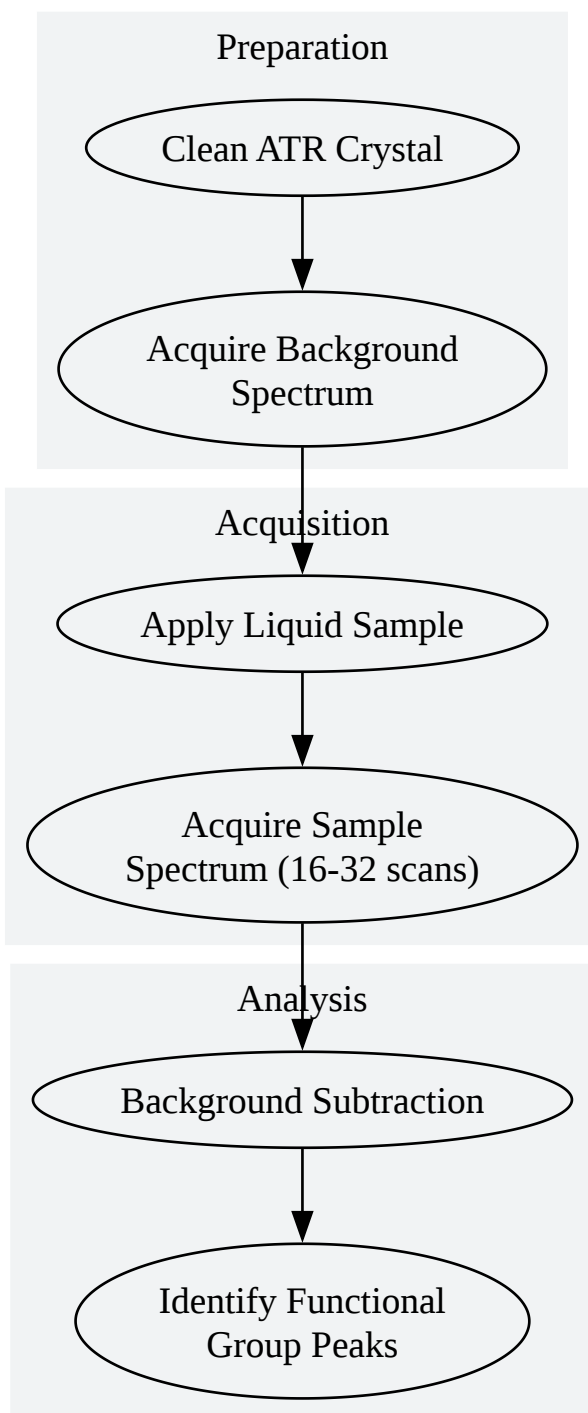 Preparation
Clean ATR Crystal
Acquire Background
Spectrum
Acquisition
Apply Liquid Sample
Acquire Sample
Spectrum (16-32 scans)
Analysis
Background Subtraction
Identify Functional
Group Peaks